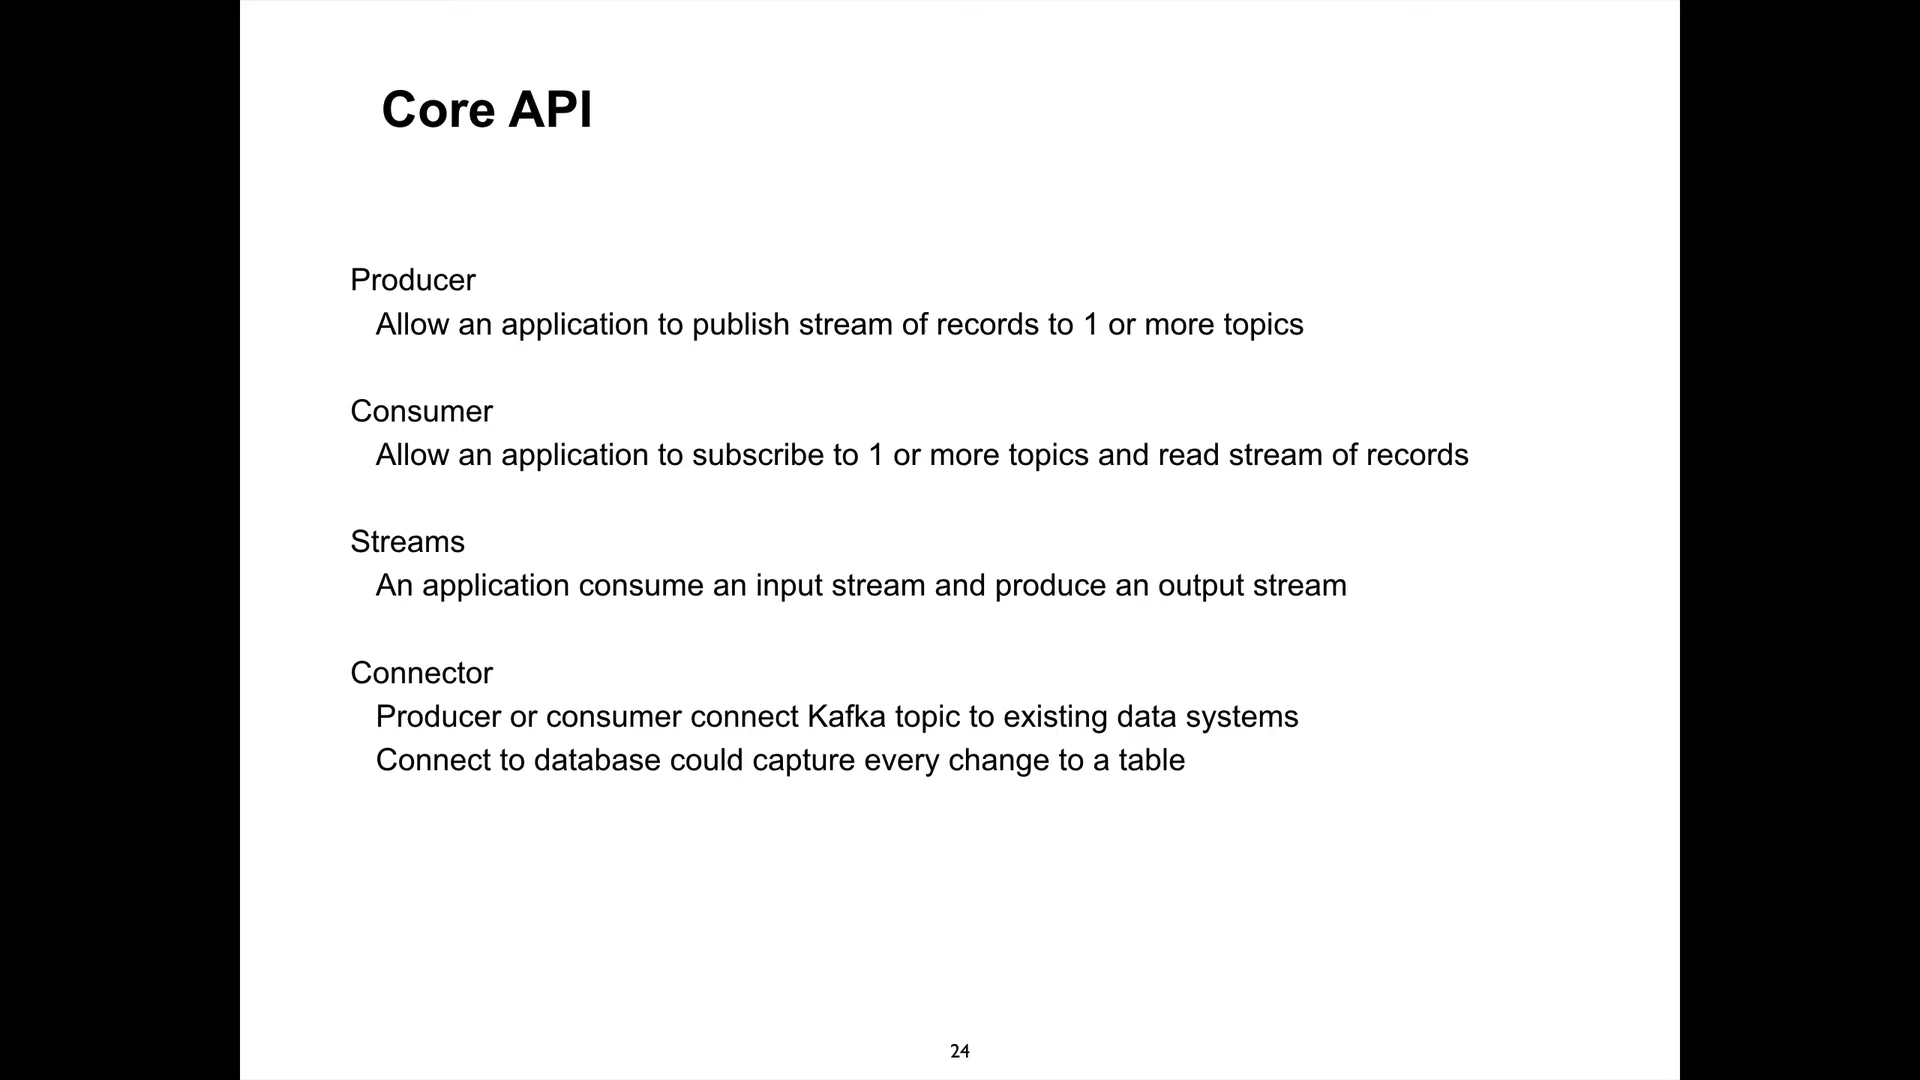 Core API
Producer
Allow an application to publish stream of records to 1 or more topics
Consumer
Allow an application to subscribe to 1 or more topics and read stream of records
Streams
An application consume an input stream and produce an output stream
Connector
Producer or consumer connect Kafka topic to existing data systems
Connect to database could capture every change to a table
24